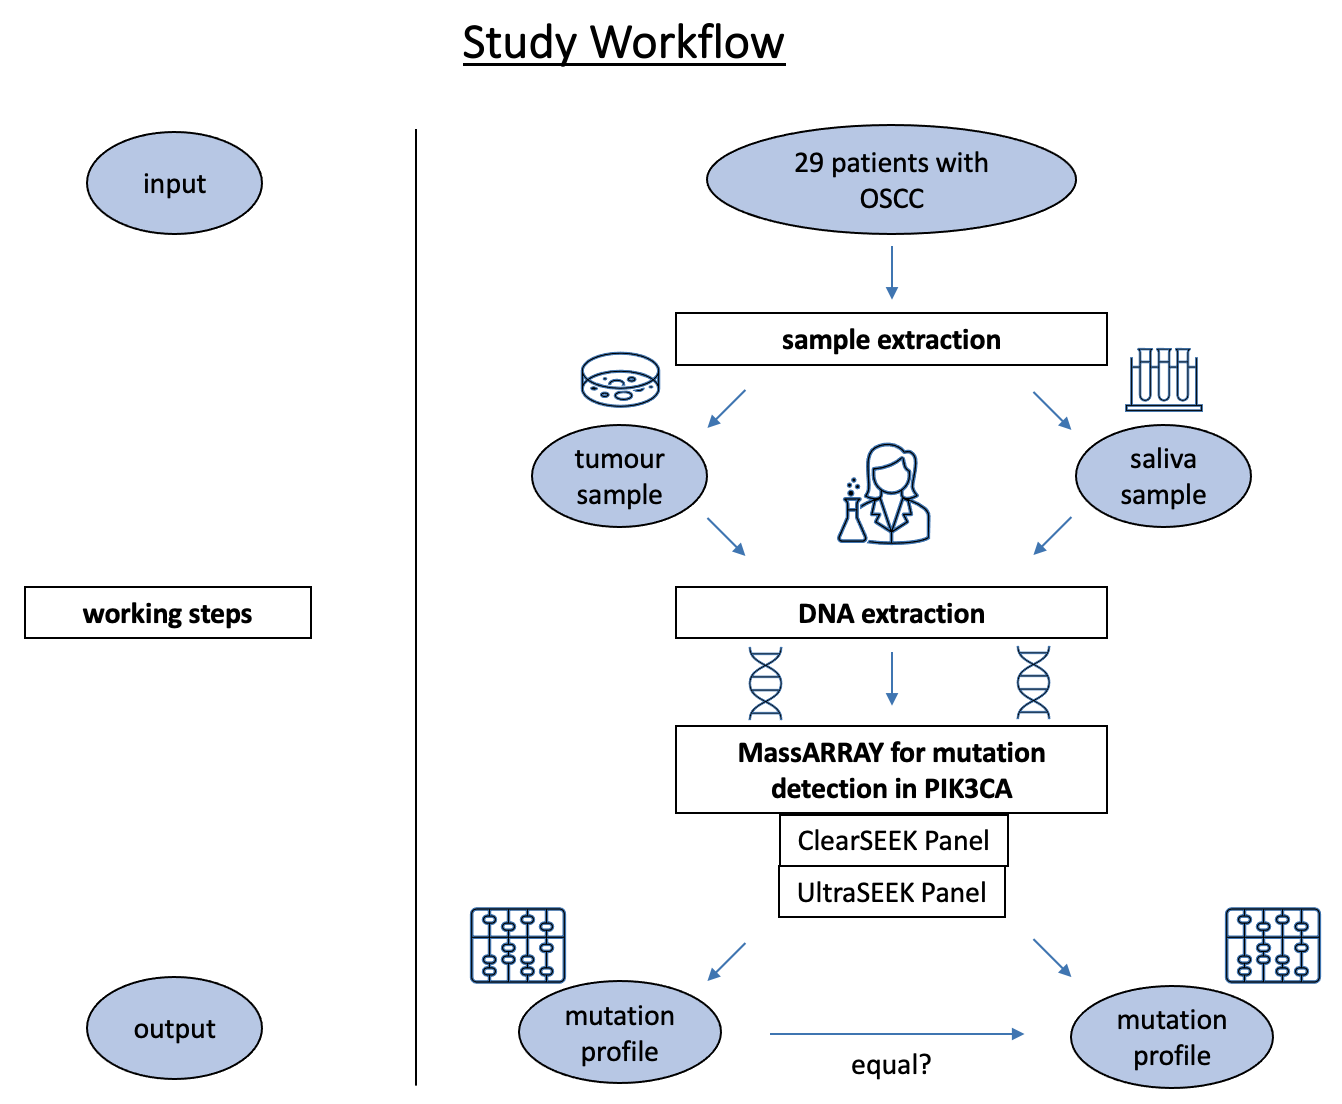 Study Workflow
input
29 patients with
OSCC
sample extraction
tumour
sample
saliva
sample
working steps
DNA extraction
MassARRAY for mutation
detection in PIK3CA
ClearSEEK Panel
UltraSEEK Panel
output
mutation
profile
equal?
mutation
profile